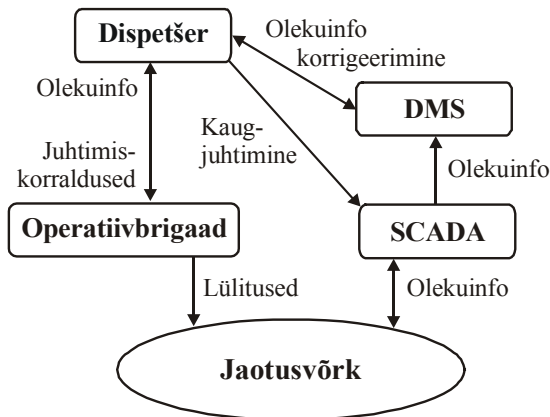 Dispetšer
Olekuinfo
korrigeerimine
Olekuinfo
DMS
Kaug-
juhtimine
Juhtimis-
korraldused
Olekuinfo
Operatiivbrigaad
SCADA
Lülitused
Olekuinfo
Jaotusvõrk